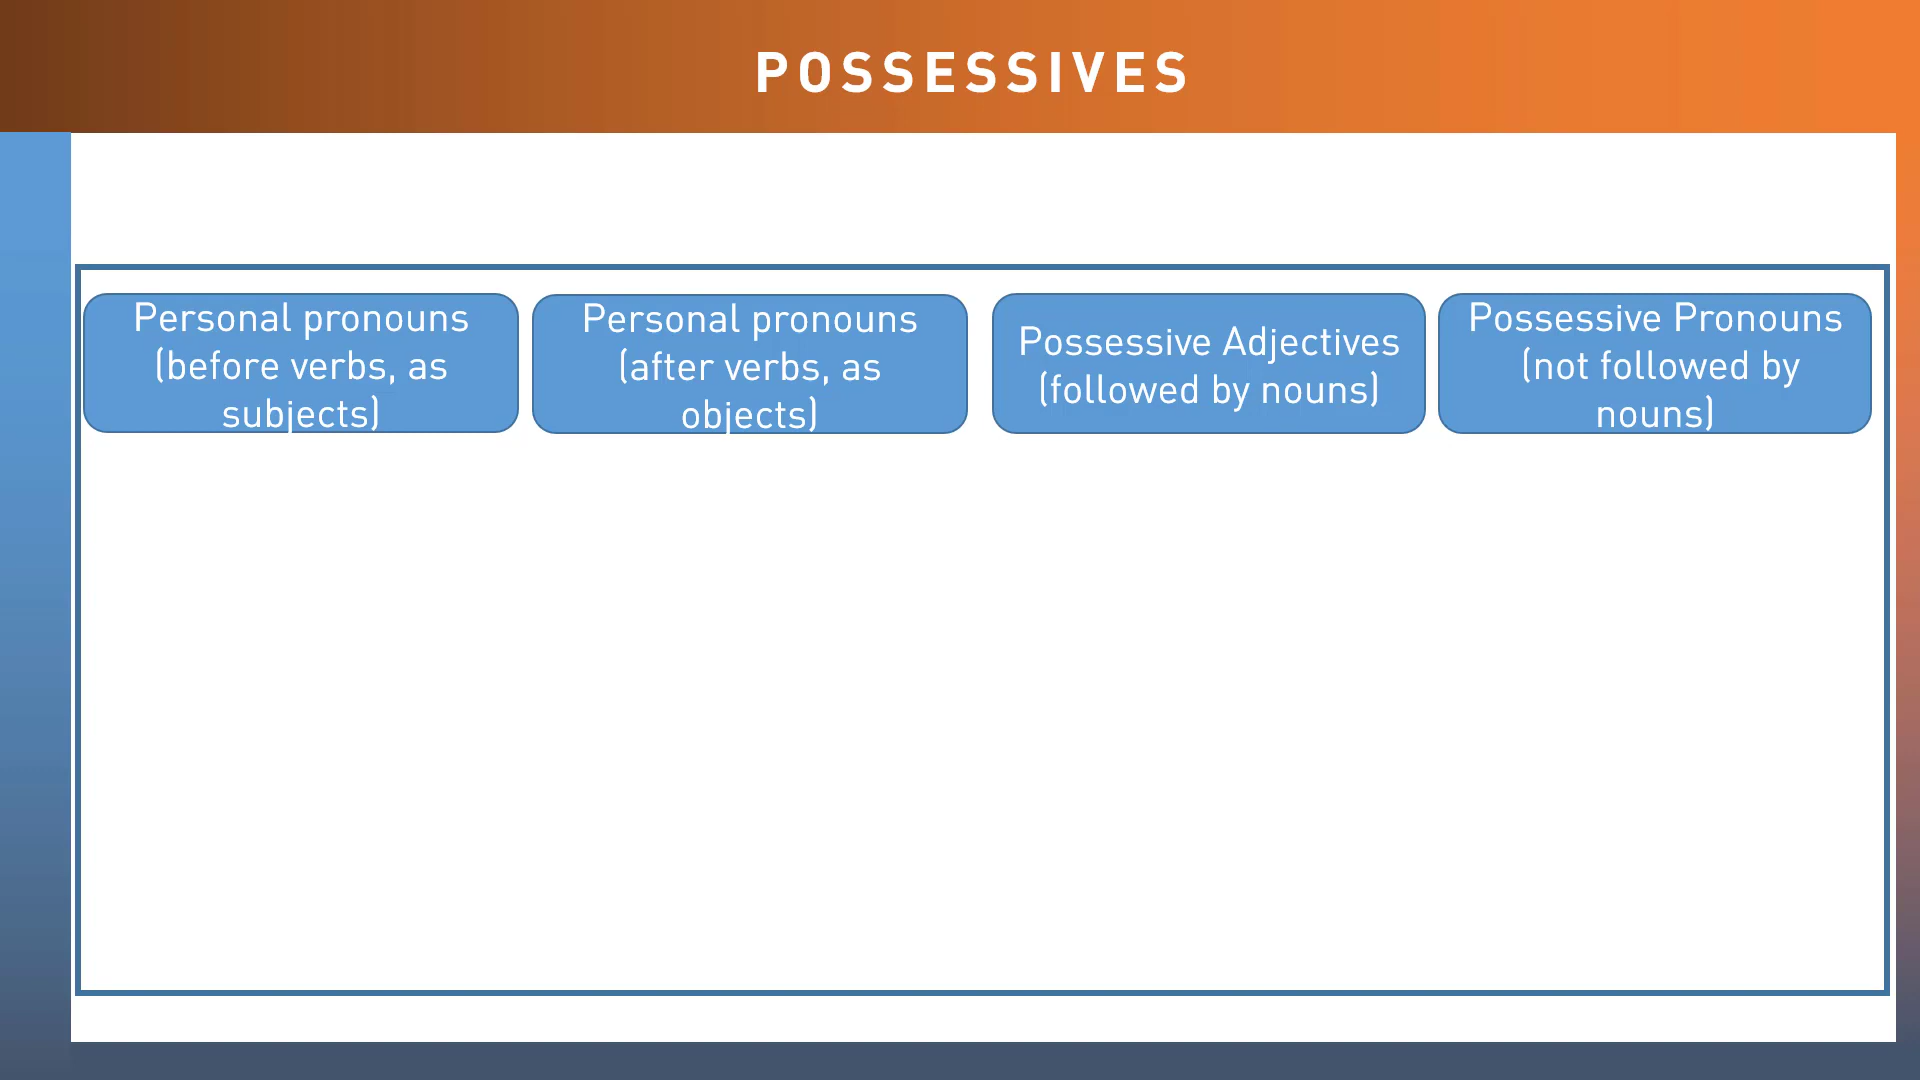 POSSESSIVES
Personal pronouns
(before verbs, as
subjects)
Personal pronouns
(after verbs, as
objects)
Possessive Adjectives
(followed by nouns)
Possessive Pronouns
(not followed by
nouns)